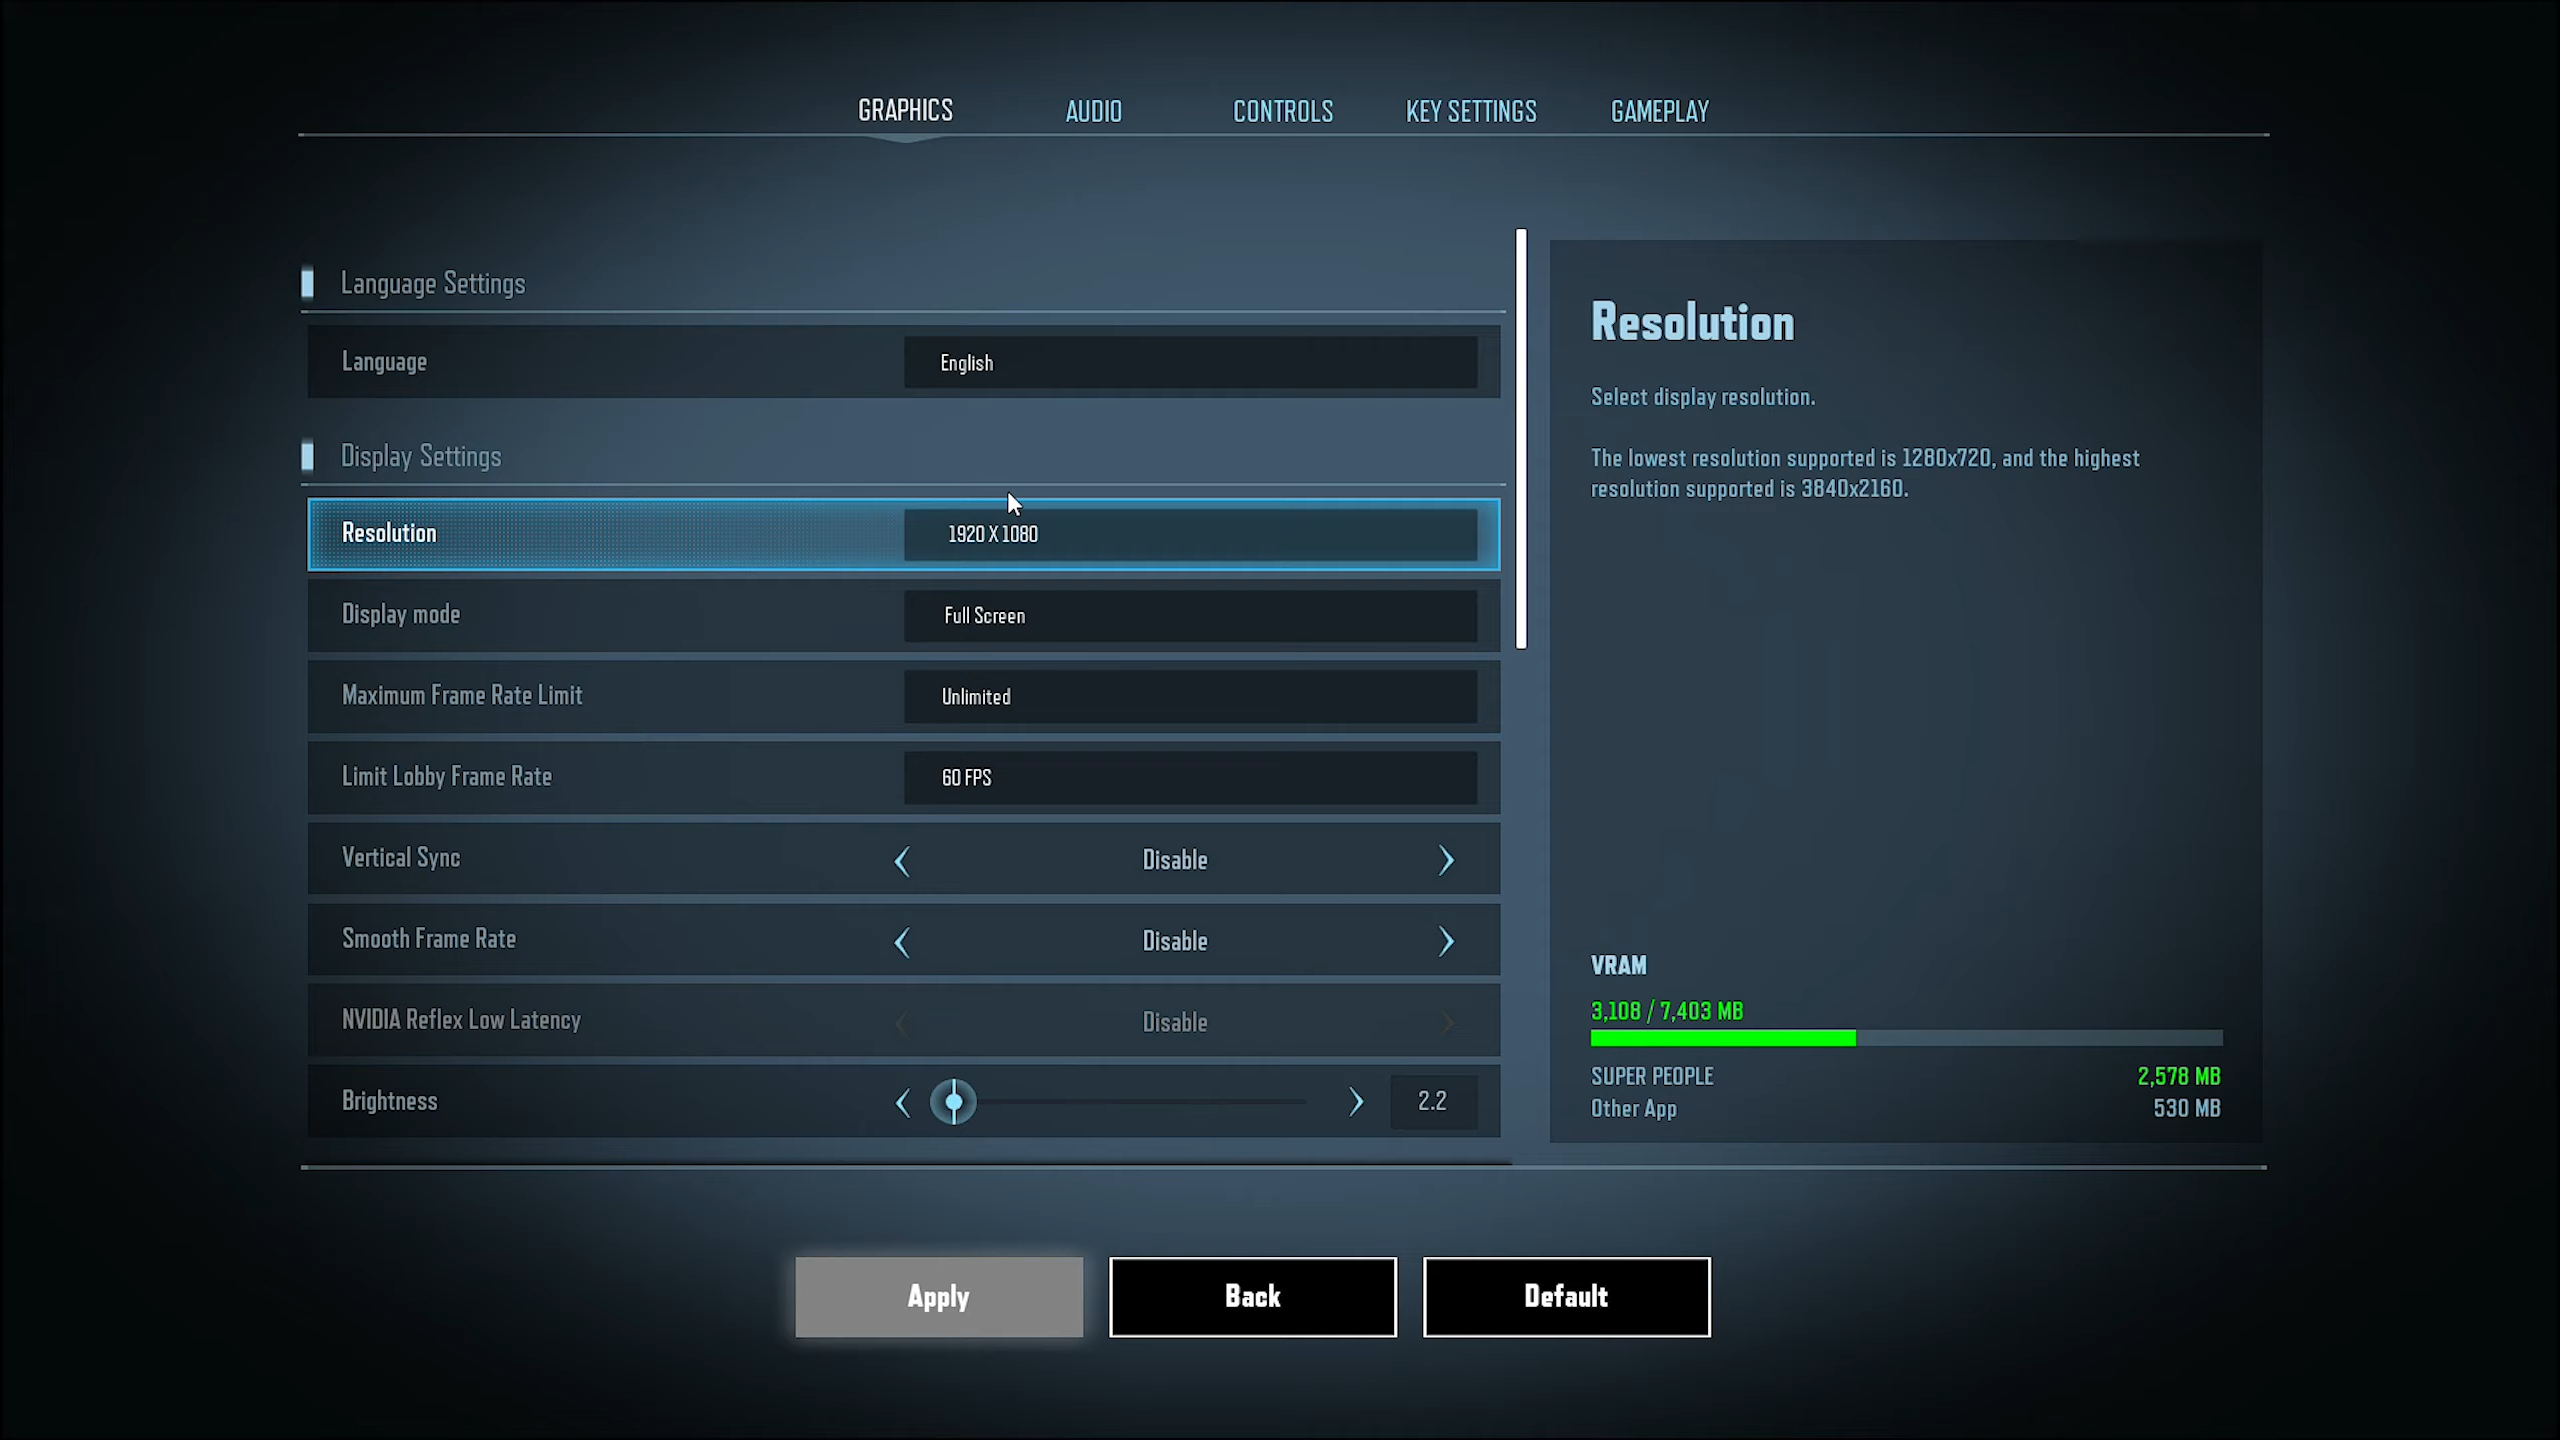 GRAPHICS AUDIO CONTROLS KEY SETTINGS GAMEPLAY
Language Settings
Language English
Display Settings
Resolution 1920 X 1080
Display mode Full Screen
Maximum Frame Rate Limit Unlimited
Limit Lobby Frame Rate 60 FPS
Vertical Sync Disable
Smooth Frame Rate Disable
NVIDIA Reflex Low Latency Disable
Brightness 2.2
Resolution
Select display resolution.
The lowest resolution supported is 1280x720, and the highest
resolution supported is 3840x2160.
VRAM
3,108 / 7,403 MB
SUPER PEOPLE 2,578 MB
Other App 530 MB
Apply Back Default